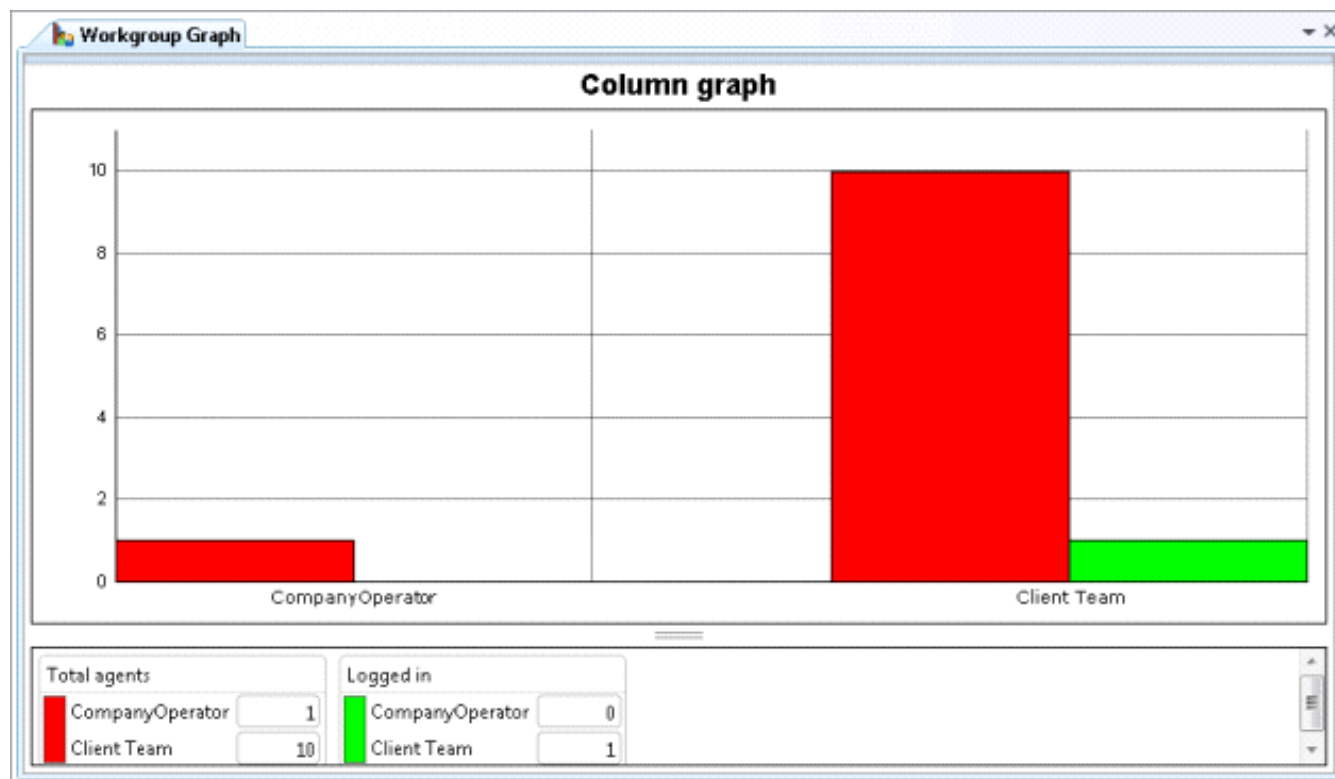 Workgroup Graph
Column graph
10
8
6
4
2
0
CompanyOperator
Client Team
Total agents
CompanyOperator 1
Client Team 10
Logged in
CompanyOperator 0
Client Team 1